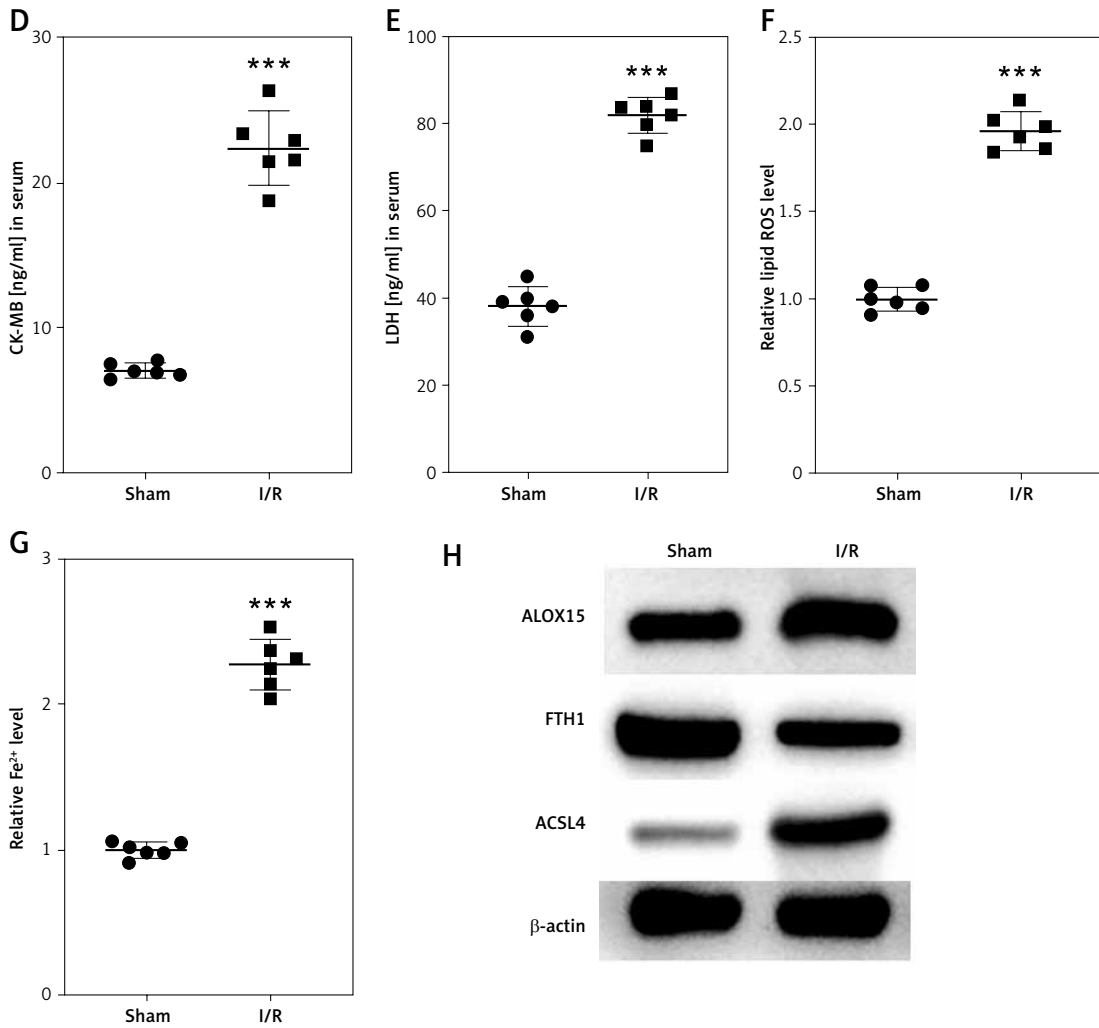 D
CK-MB [ng/ml] in serum
30
20
10
0
***
Sham I/R
E
LDH [ng/ml] in serum
100
80
60
40
20
0
***
Sham I/R
F
Relative lipid ROS level
2.5
2.0
1.5
1.0
0.5
0
***
Sham I/R
G
Relative Fe²⁺ level
3
2
1
0
***
Sham I/R
H
Sham I/R
ALOX15
FTH1
ACSL4
β-actin